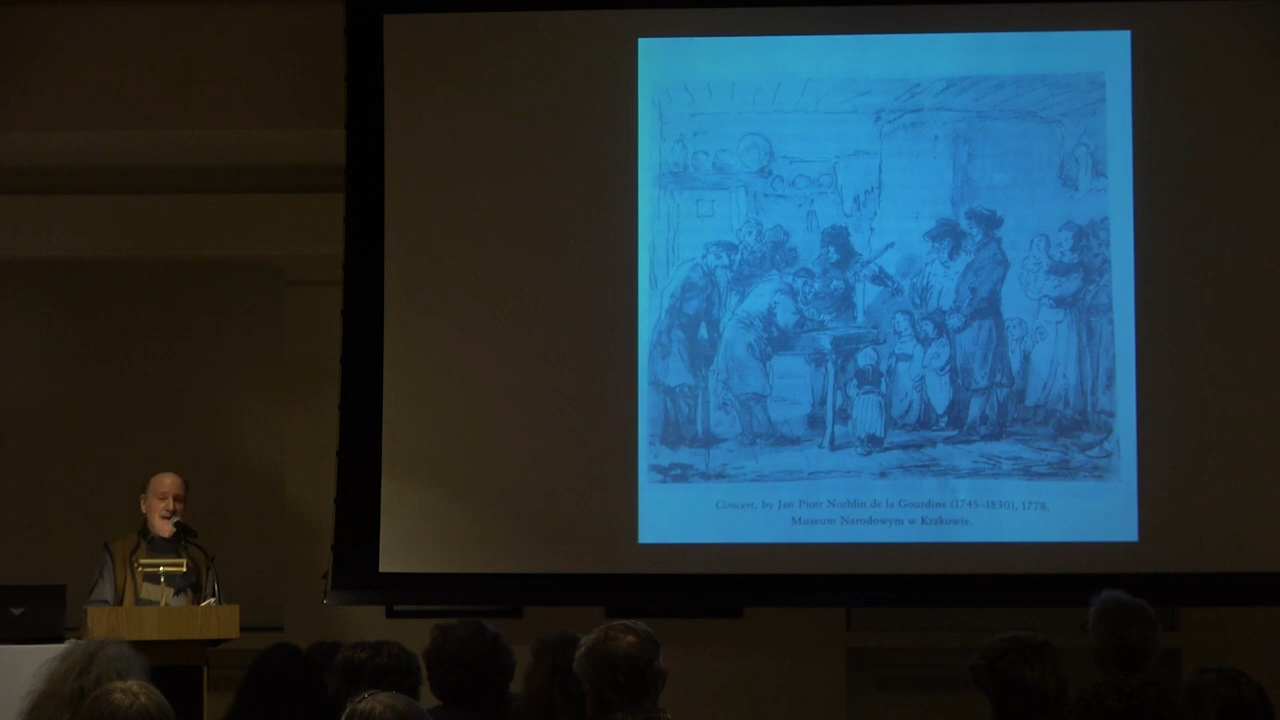 Concert, by Jan Piotr Norblin de la Gourdine (1745–1830), 1778,
Museum Narodowym w Krakowie.